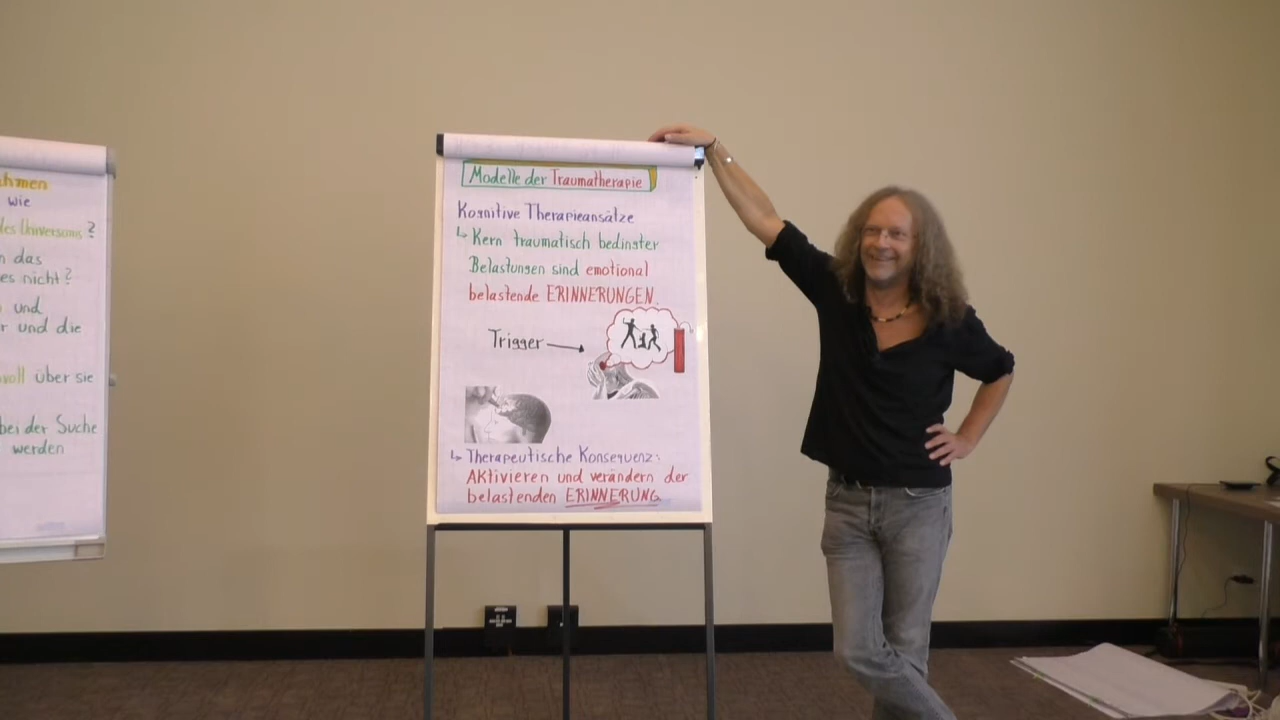 wie
des Universums?
n das
es nicht?
und
r und die
voll über sie
bei der Suche
werden
Modelle der Traumatherapie
Kognitive Therapieansätze
↳ Kern traumatisch bedingter
Belastungen sind emotional
belastende ERINNERUNGEN.
Trigger
↳ Therapeutische Konsequenz:
AKtivieren und verändern der
belastenden ERINNERUNG